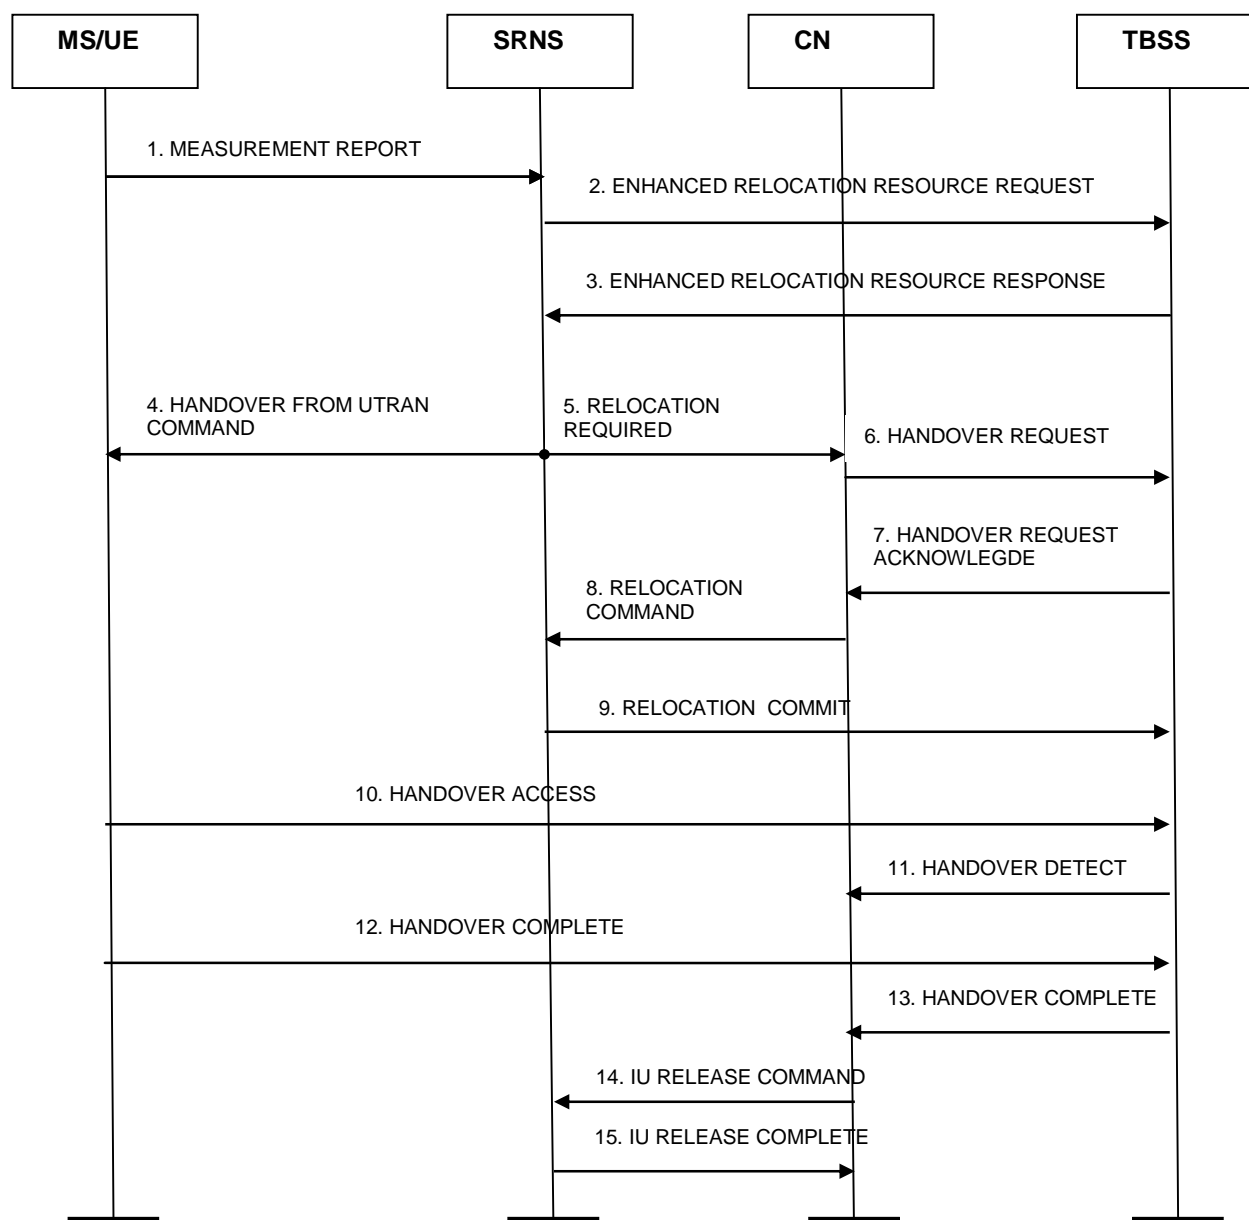 MS/UE
SRNS
CN
TBSS
1. MEASUREMENT REPORT
2. ENHANCED RELOCATION RESOURCE REQUEST
3. ENHANCED RELOCATION RESOURCE RESPONSE
4. HANDOVER FROM UTRAN
COMMAND
5. RELOCATION
REQUIRED
6. HANDOVER REQUEST
7. HANDOVER REQUEST
ACKNOWLEGDE
8. RELOCATION
COMMAND
9. RELOCATION  COMMIT
10. HANDOVER ACCESS
11. HANDOVER DETECT
12. HANDOVER COMPLETE
13. HANDOVER COMPLETE
14. IU RELEASE COMMAND
15. IU RELEASE COMPLETE